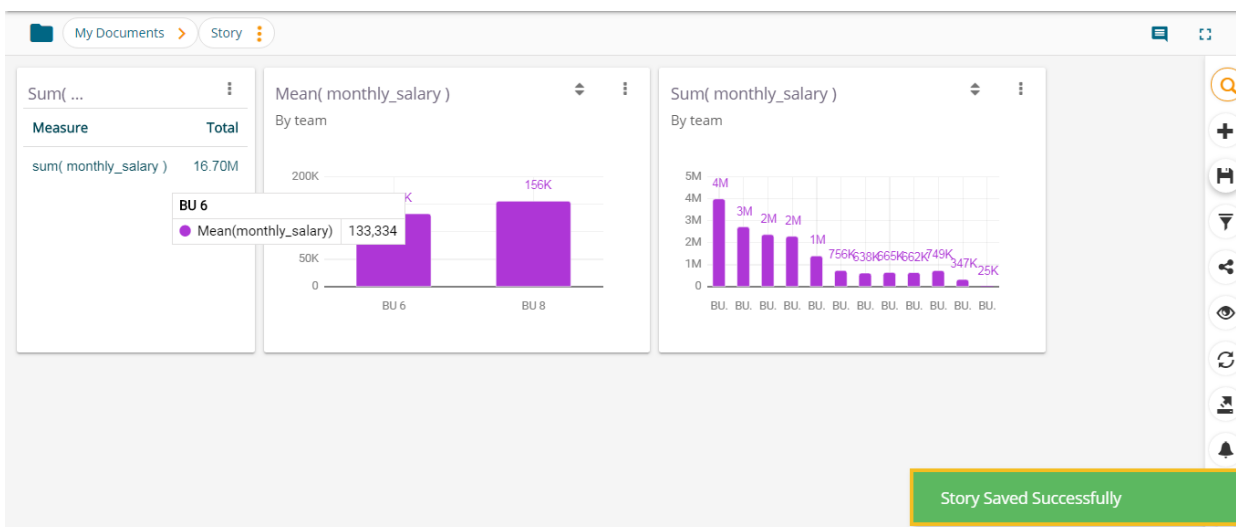 My Documents
Story
Sum( ...
Measure Total
sum( monthly_salary ) 16.70M
Mean( monthly_salary )
By team
200K
50K
0
K
156K
BU 6
Mean(monthly_salary) 133,334
BU 6 BU 8
Sum( monthly_salary )
By team
5M
4M
3M
2M
1M
0
4M
3M
2M
2M
1M
756K
638K
665K
662K
749K
347K
25K
BU. BU. BU. BU. BU. BU. BU. BU. BU. BU. BU. BU.
Story Saved Successfully